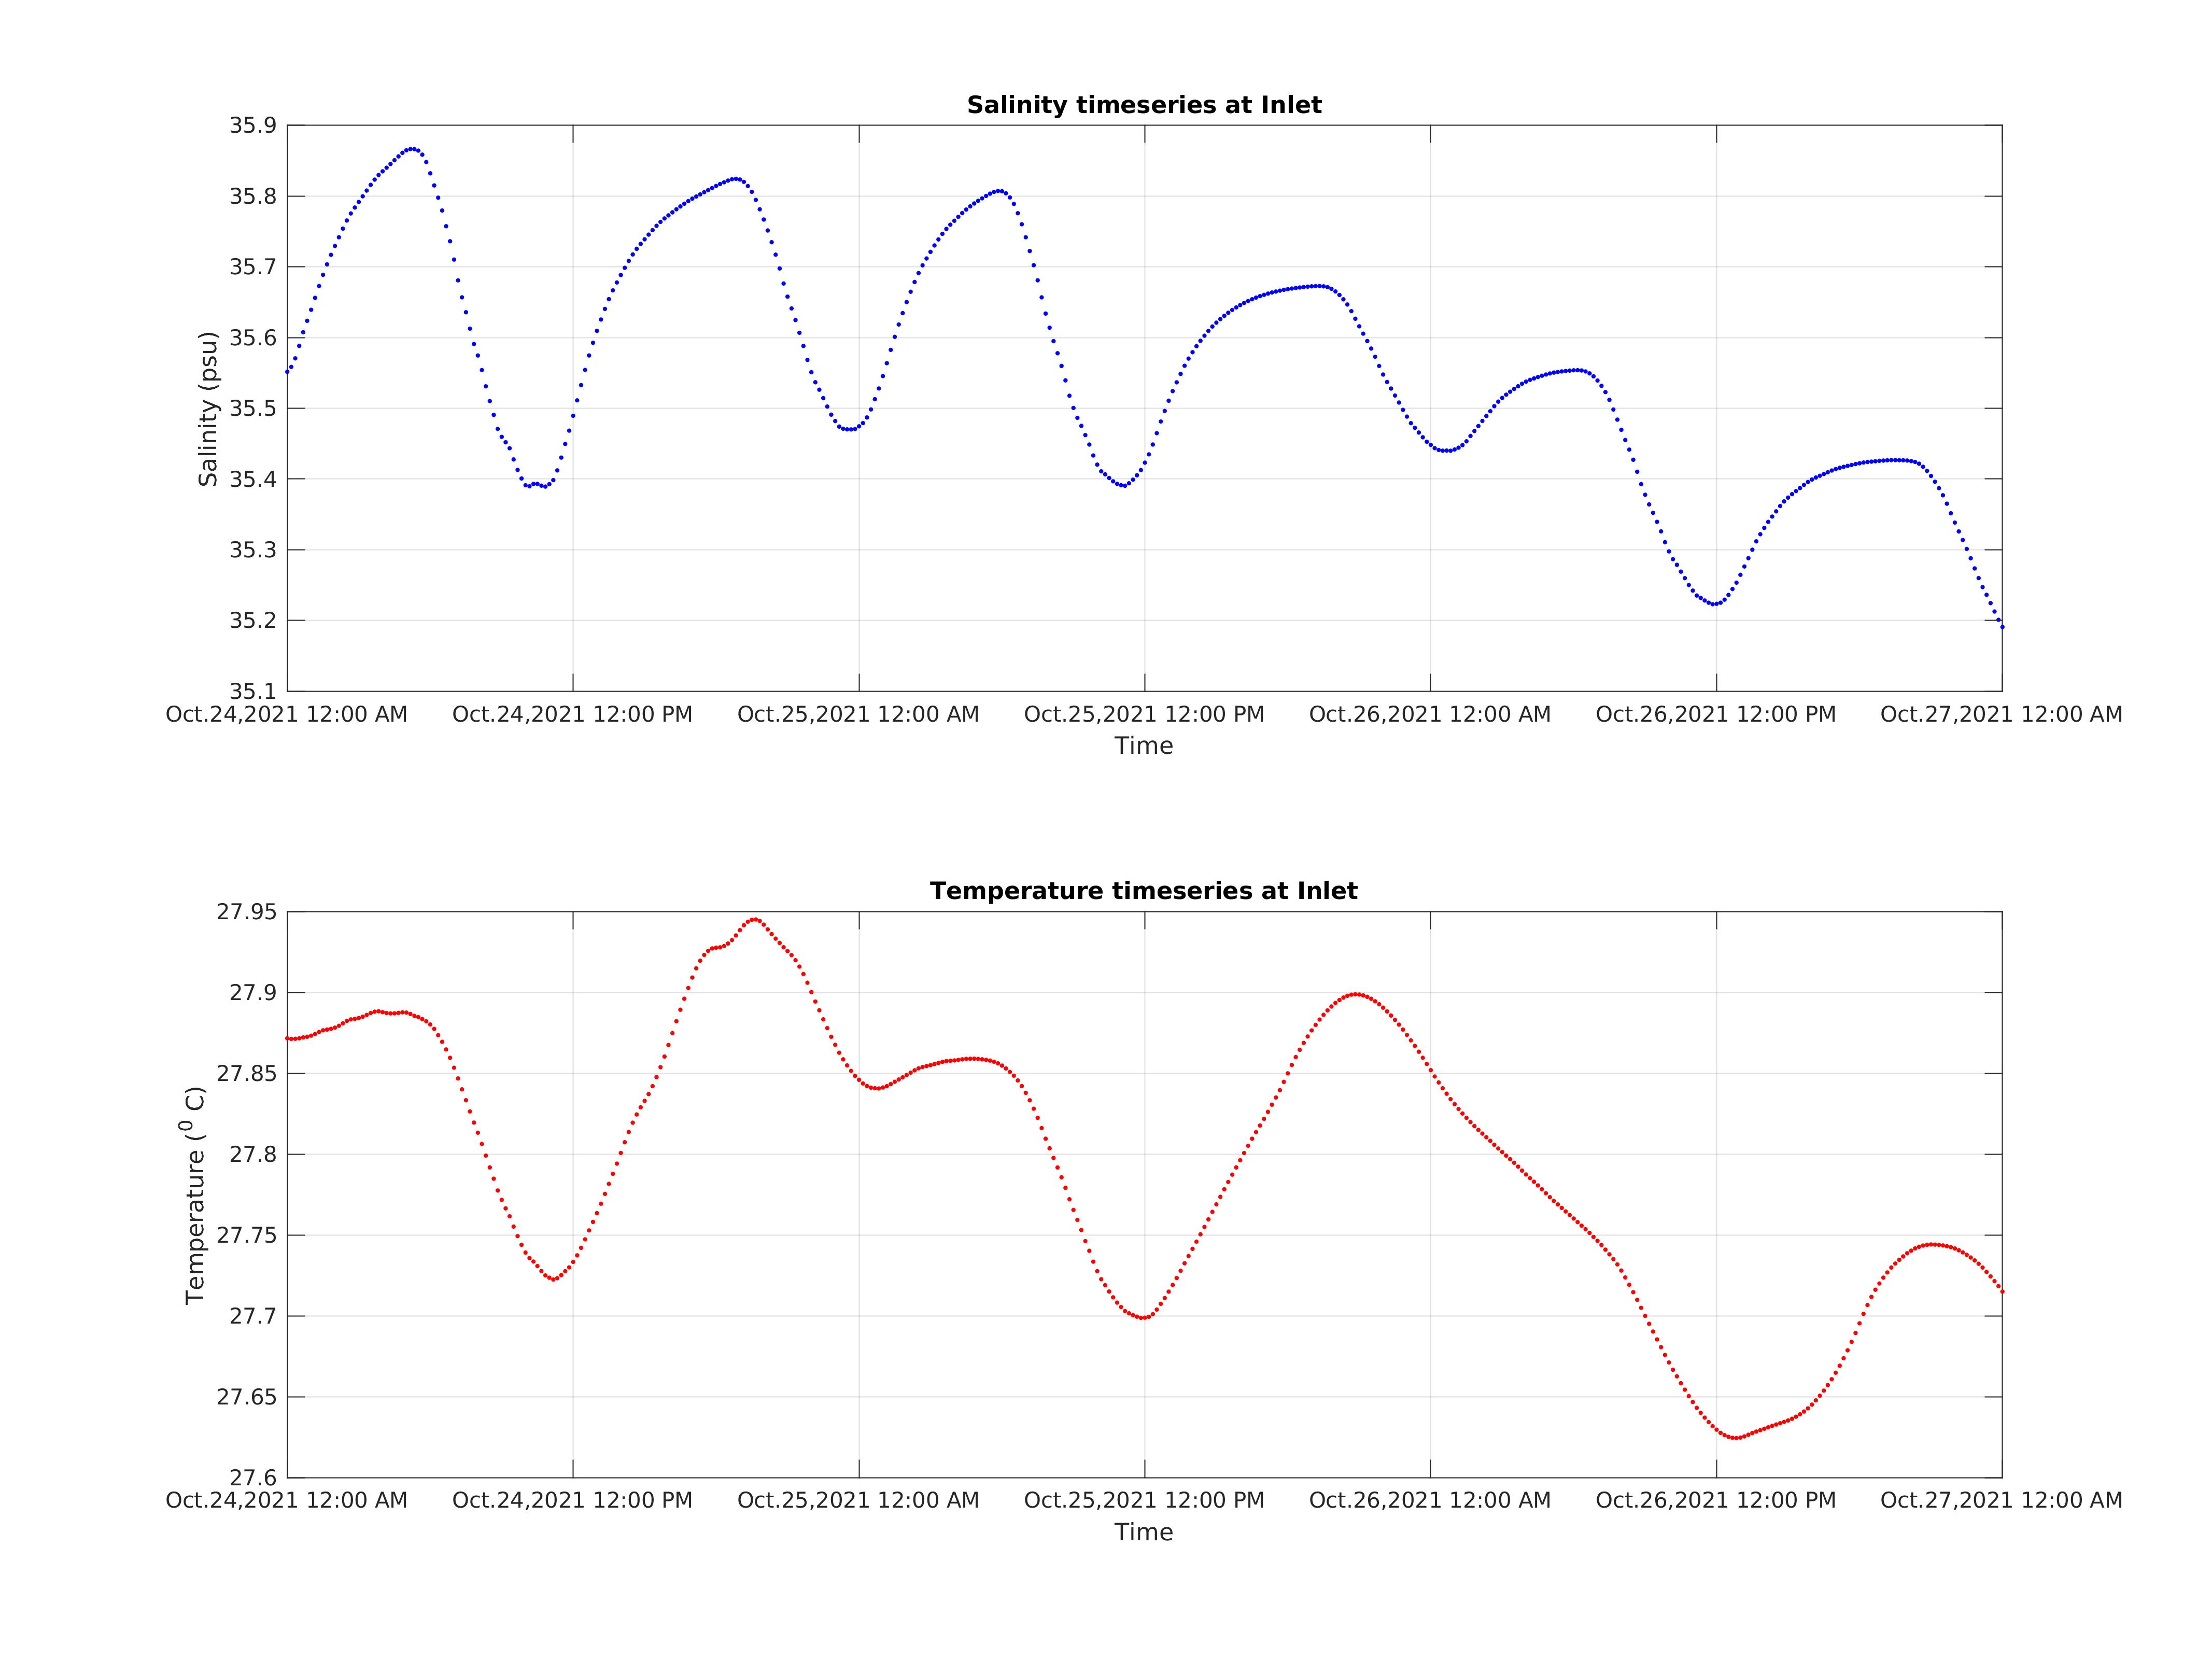 Salinity timeseries at Inlet
35.9
35.8
35.7
35.6
35.5
35.4
35.3
35.2
35.1
Salinity (psu)
Oct.24,2021 12:00 AM Oct.24,2021 12:00 PM Oct.25,2021 12:00 AM Oct.25,2021 12:00 PM Oct.26,2021 12:00 AM Oct.26,2021 12:00 PM Oct.27,2021 12:00 AM
Time
Temperature timeseries at Inlet
27.95
27.9
27.85
27.8
27.75
27.7
27.65
27.6
Temperature (⁰ C)
Oct.24,2021 12:00 AM Oct.24,2021 12:00 PM Oct.25,2021 12:00 AM Oct.25,2021 12:00 PM Oct.26,2021 12:00 AM Oct.26,2021 12:00 PM Oct.27,2021 12:00 AM
Time